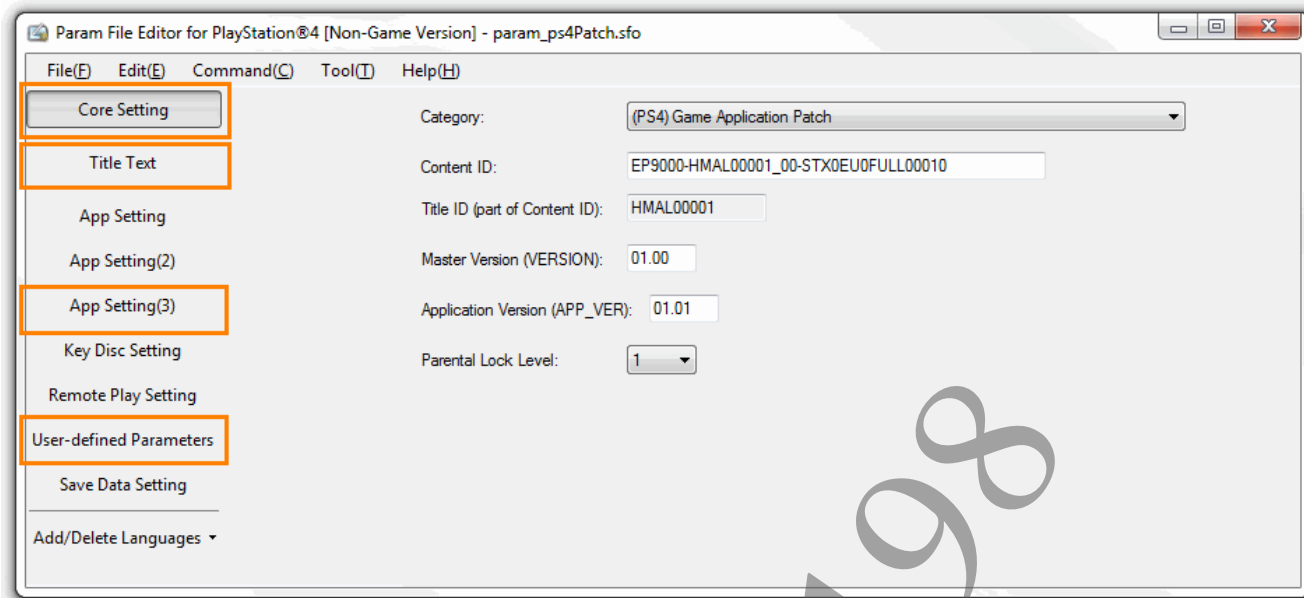 Param File Editor for PlayStation®4 [Non-Game Version] - param_ps4Patch.sfo
File(F) Edit(E) Command(C) Tool(T) Help(H)
Core Setting
Title Text
App Setting
App Setting(2)
App Setting(3)
Key Disc Setting
Remote Play Setting
User-defined Parameters
Save Data Setting
Add/Delete Languages
Category: (PS4) Game Application Patch
Content ID: EP9000-HMAL00001_00-STX0EU0FULL00010
Title ID (part of Content ID): HMAL00001
Master Version (VERSION): 01.00
Application Version (APP_VER): 01.01
Parental Lock Level: 1
98